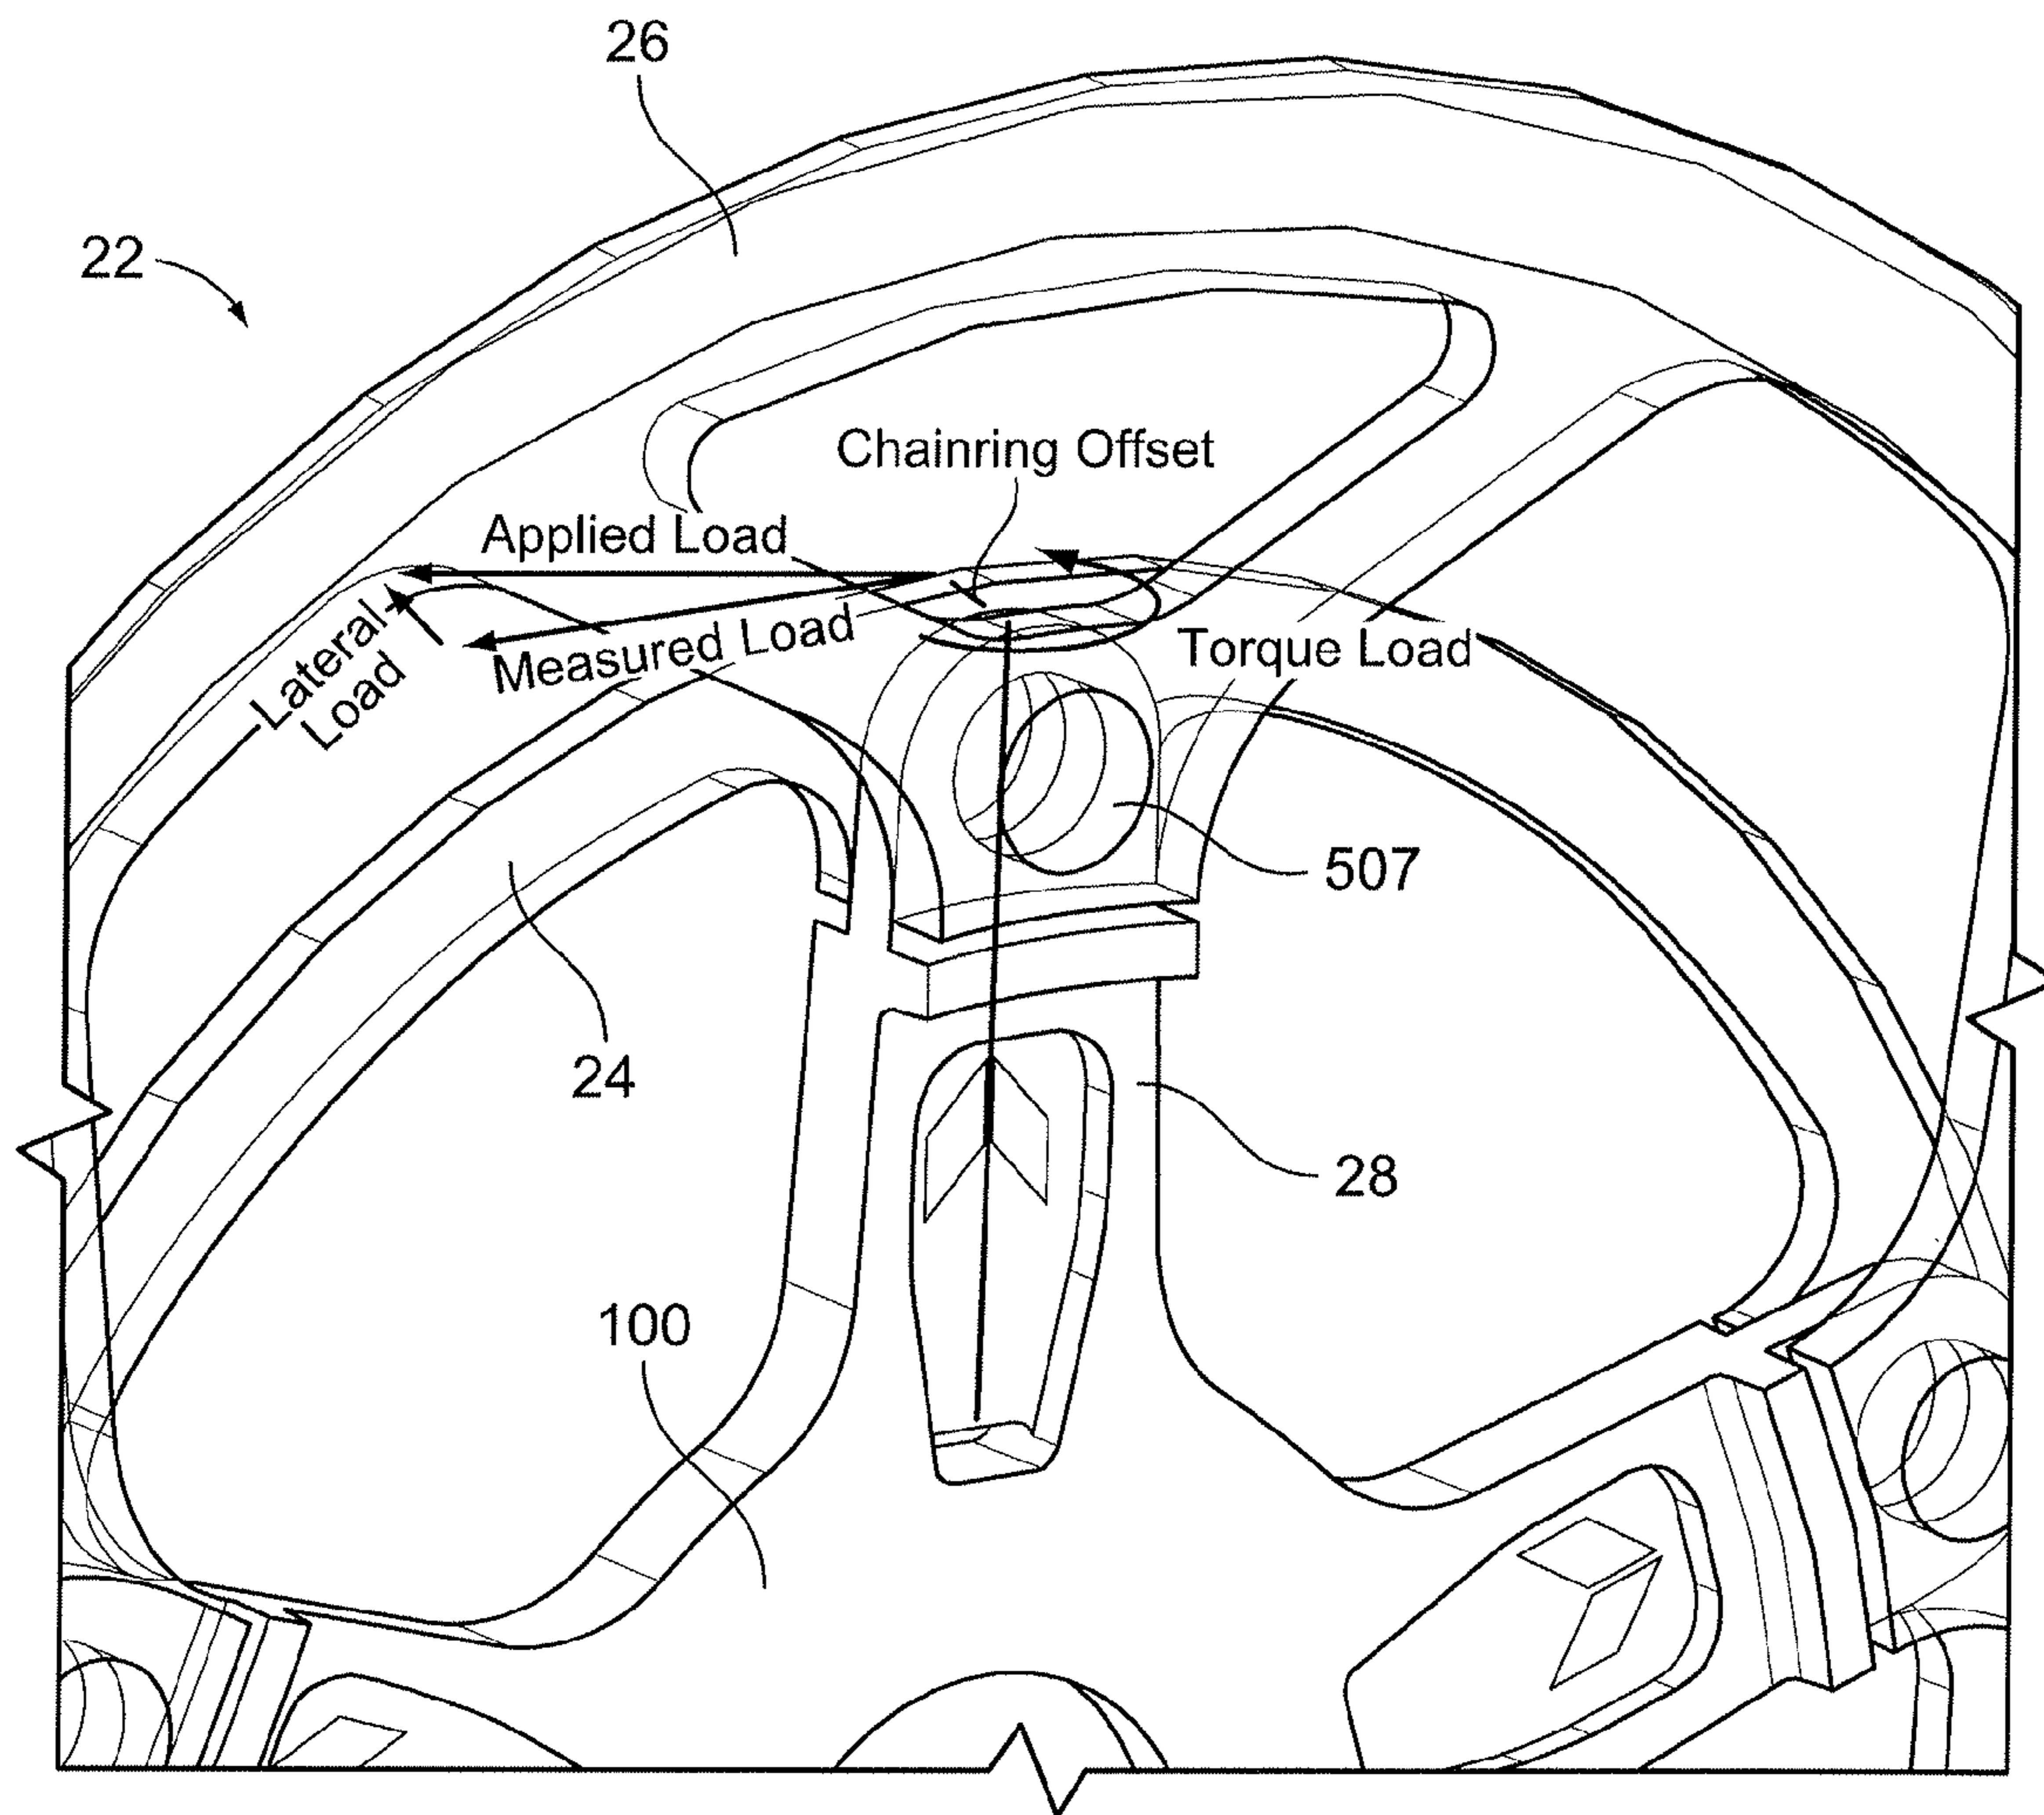 26
22
Chainring Offset
Applied Load
Measured Load
Lateral
Load
Torque Load
507
24
28
100